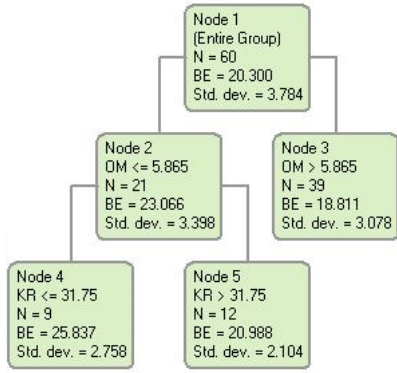 Node 1
(Entire Group)
N = 60
BE = 20.300
Std. dev. = 3.784
Node 2
OM <= 5.865
N = 21
BE = 23.066
Std. dev. = 3.398
Node 3
OM > 5.865
N = 39
BE = 18.811
Std. dev. = 3.078
Node 4
KR <= 31.75
N = 9
BE = 25.837
Std. dev. = 2.758
Node 5
KR > 31.75
N = 12
BE = 20.988
Std. dev. = 2.104